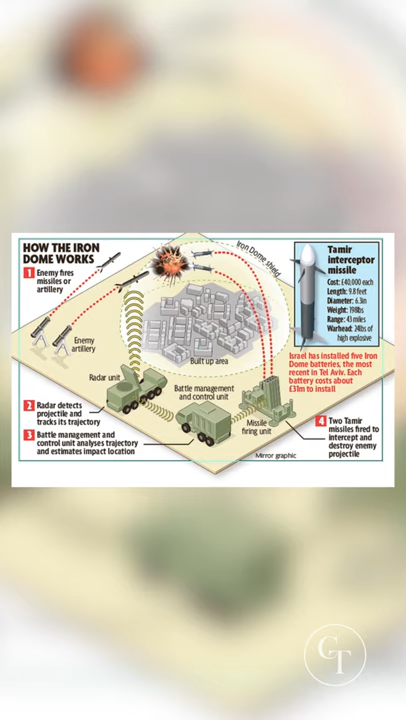 HOW THE IRON
DOME WORKS
1 Enemy fires
missiles or
artillery
Enemy
artillery
Iron Dome shield
Built up area
Radar unit
Battle management
and control unit
Missile
firing unit
2 Radar detects
projectile and
tracks its trajectory
3 Battle management and
control unit analyses trajectory
and estimates impact location
4 Two Tamir
missiles fired to
intercept and
destroy enemy
projectile
Mirror graphic
Tamir
interceptor
missile
Cost: £40,000 each
Length: 9.8 feet
Diameter: 6.3in
Weight: 198lbs
Range: 43 miles
Warhead: 24lbs of
high explosive
Israel has installed five Iron
Dome batteries, the most
recent in Tel Aviv. Each
battery costs about
£31m to install
CT